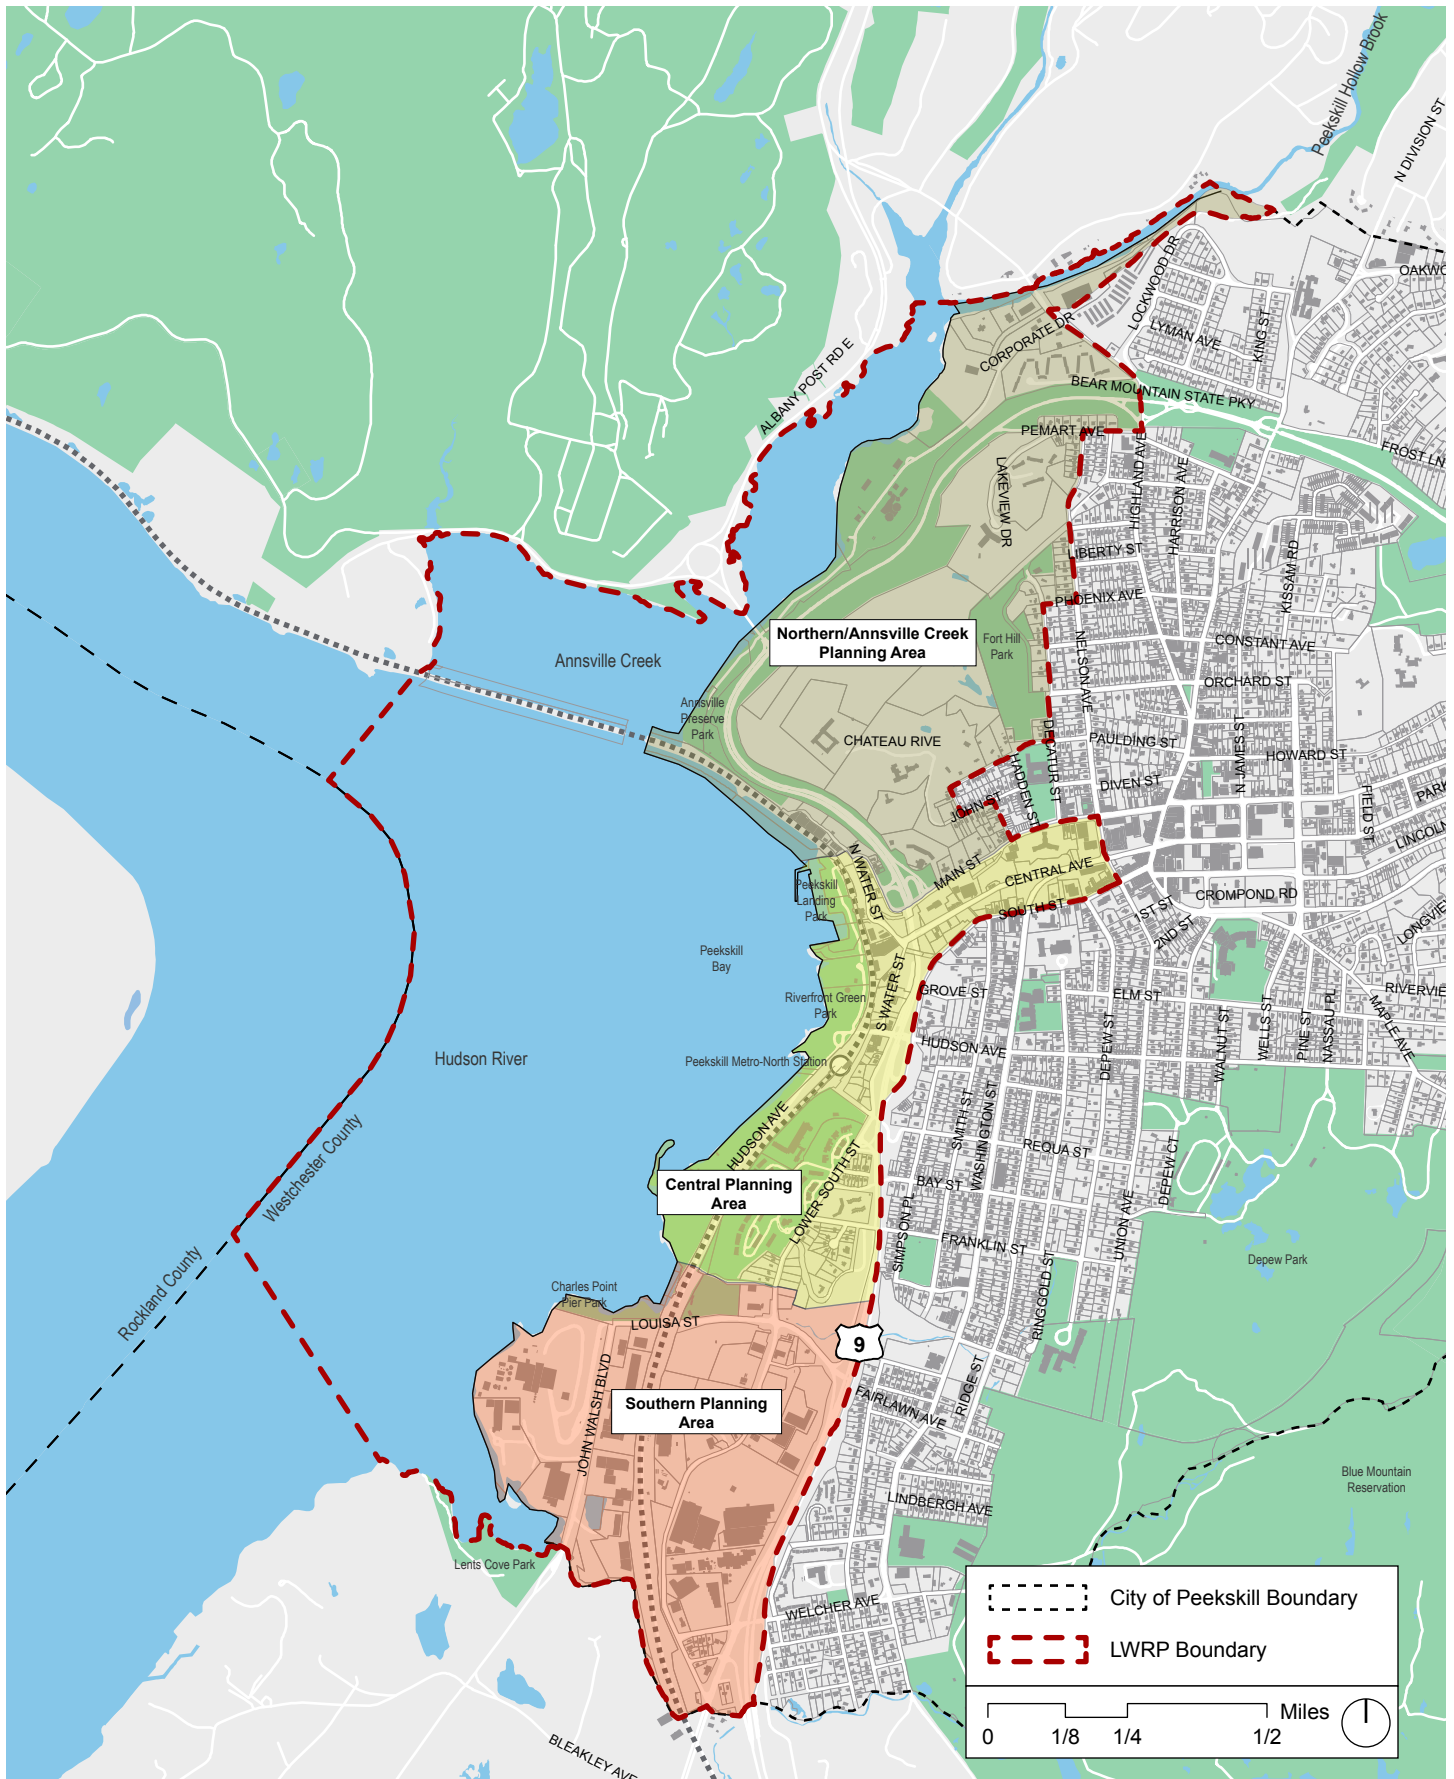 Peekskill Hollow Brook
N DIVISION ST
OAKWO
LOCKWOOD DR
LYMAN AVE
KING ST
CORPORATE DR
ALBANY POST RD E
BEAR MOUNTAIN STATE PKY
PEMART AVE
FROST LN
HIGHLAND AVE
HARRISON AVE
LAKEVIEW DR
LIBERTY ST
KISSAM RD
PHOENIX AVE
Northern/Annsville Creek
Planning Area
Fort Hill
Park
NELSON AVE
CONSTANT AVE
Annsville Creek
ORCHARD ST
Annsville
Preserve
Park
CHATEAU RIVE
DECATUR ST
PAULDING ST
N JAMES ST
HOWARD ST
HADDEN ST
DIVEN ST
JOHN ST
FIELD ST
PARK
LINCOLN
N WATER ST
MAIN ST
CENTRAL AVE
Peekskill
Landing
Park
CROMPOND RD
SOUTH ST
1ST ST
2ND ST
LONGVIEW
Peekskill
Bay
S WATER ST
GROVE ST
ELM ST
RIVERVIE
Riverfront Green
Park
DEPEW ST
WALNUT ST
WELLS ST
PINE ST
NASSAU PL
MAPLE AVE
HUDSON AVE
Hudson River
Peekskill Metro-North Station
HUDSON AVE
SMITH ST
WASHINGTON ST
REQUA ST
Westchester County
Central Planning
Area
LOWER SOUTH ST
BAY ST
DEPEW CT
SIMPSON PL
UNION AVE
FRANKLIN ST
Depew Park
Rockland County
Charles Point
Pier Park
LOUISA ST
RINGGOLD ST
9
JOHN WALSH BLVD
Southern Planning
Area
RIDGE ST
FAIRLAWN AVE
Blue Mountain
Reservation
LINDBERGH AVE
Lents Cove Park
WELCHER AVE
BLEAKLEY AVE
City of Peekskill Boundary
LWRP Boundary
Miles
0 1/8 1/4 1/2